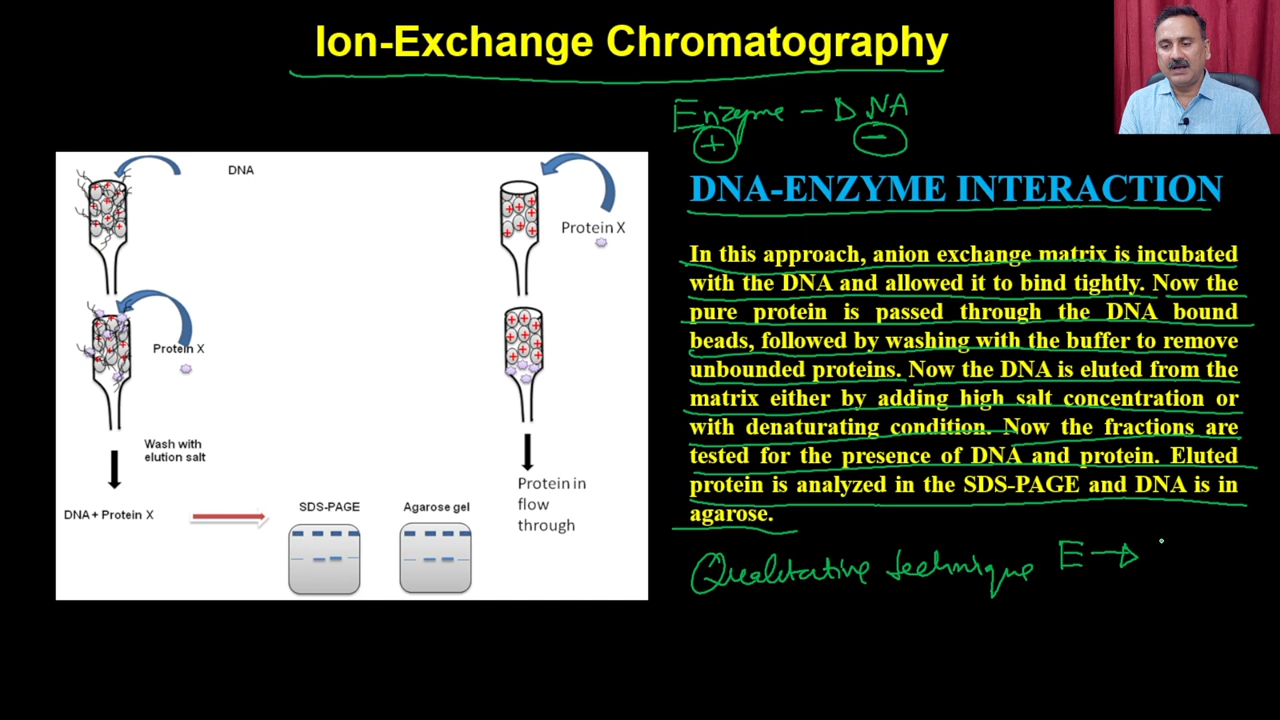 Ion-Exchange Chromatography
Enzyme – DNA
+ –
DNA-ENZYME INTERACTION
In this approach, anion exchange matrix is incubated
with the DNA and allowed it to bind tightly. Now the
pure protein is passed through the DNA bound
beads, followed by washing with the buffer to remove
unbounded proteins. Now the DNA is eluted from the
matrix either by adding high salt concentration or
with denaturating condition. Now the fractions are
tested for the presence of DNA and protein. Eluted
protein is analyzed in the SDS-PAGE and DNA is in
agarose.
Qualitative technique E →
DNA
Protein X
Protein X
Wash with
elution salt
DNA + Protein X
SDS-PAGE
Agarose gel
Protein in
flow
through